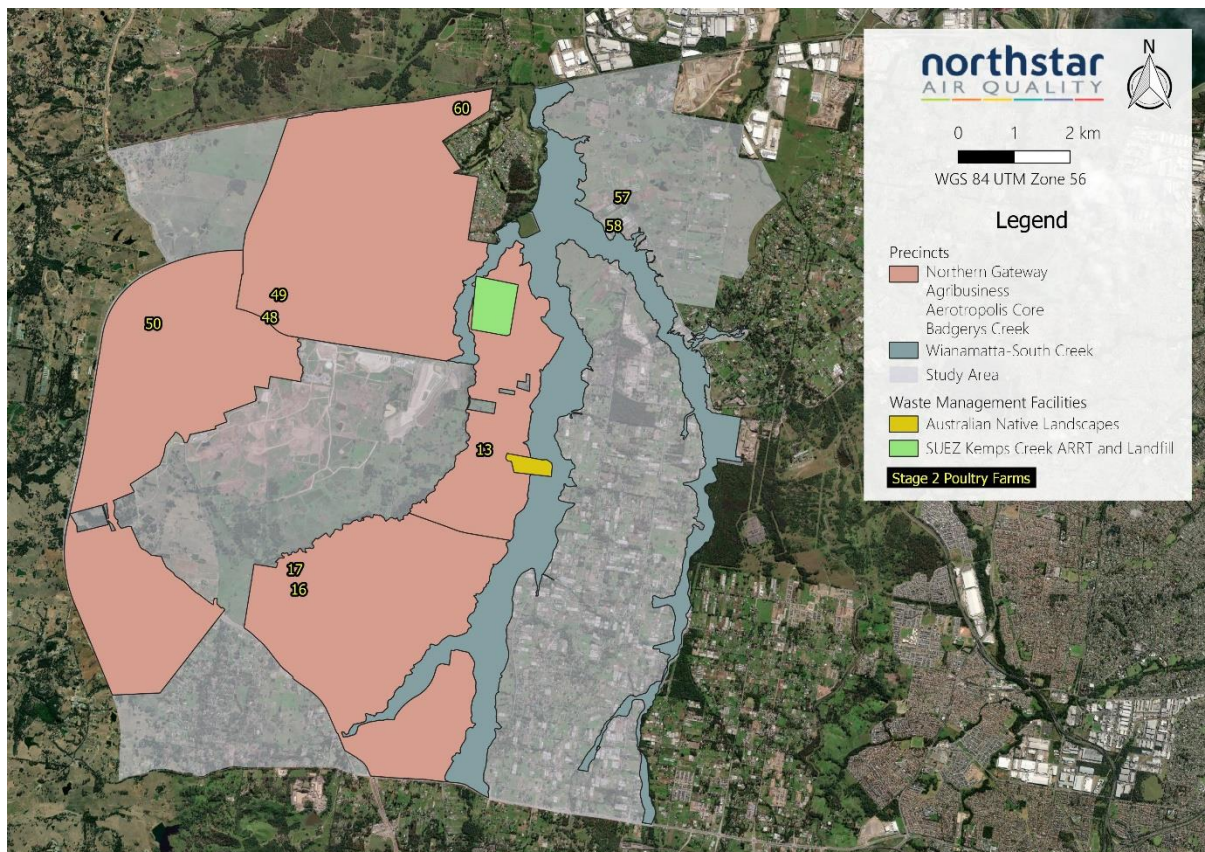 northstar
AIR QUALITY
N
0 1 2 km
WGS 84 UTM Zone 56
Legend
Precincts
Northern Gateway
Agribusiness
Aerotropolis Core
Badgerys Creek
Wianamatta-South Creek
Study Area
Waste Management Facilities
Australian Native Landscapes
SUEZ Kemps Creek ARRT and Landfill
Stage 2 Poultry Farms
60
57
58
49
48
50
13
17
16